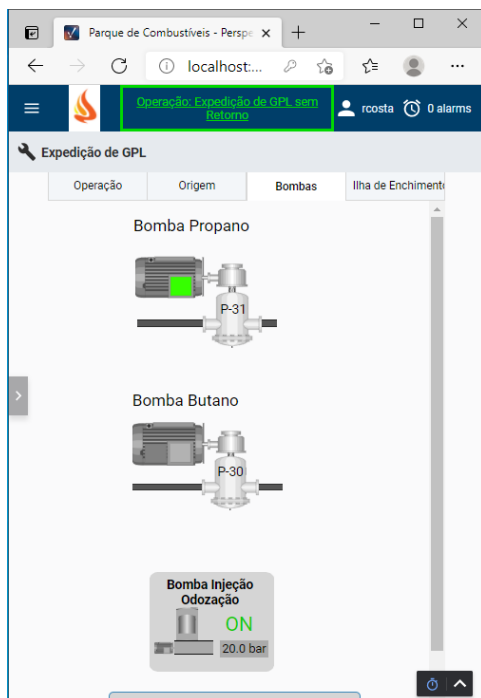 Parque de Combustíveis - Perspe
localhost:...
Operação: Expedição de GPL sem
Retorno
rcosta
0 alarms
Expedição de GPL
Operação
Origem
Bombas
Ilha de Enchimento
Bomba Propano
P-31
Bomba Butano
P-30
Bomba Injeção
Odozação
ON
20.0 bar